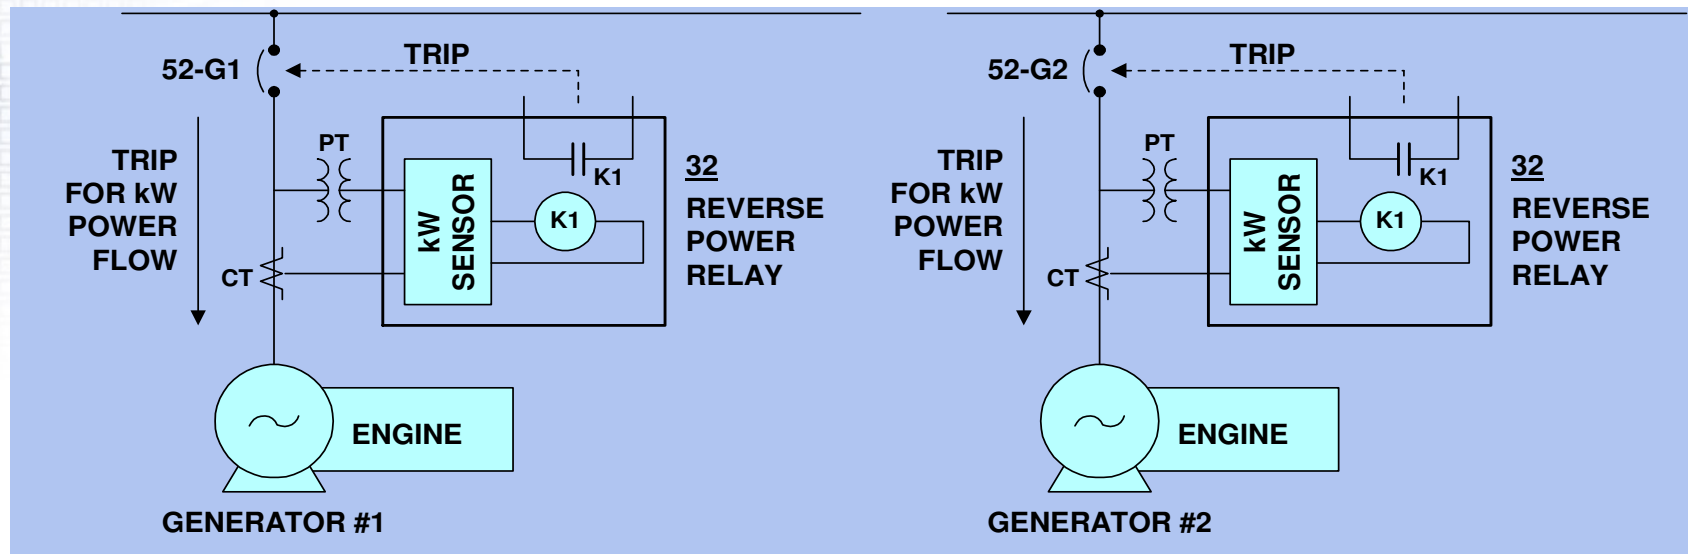 TRIP
52-G1
PT
TRIP
FOR kW
POWER
FLOW
K1
kW
SENSOR
K1
CT
32
REVERSE
POWER
RELAY
ENGINE
GENERATOR #1
TRIP
52-G2
PT
TRIP
FOR kW
POWER
FLOW
K1
kW
SENSOR
K1
CT
32
REVERSE
POWER
RELAY
ENGINE
GENERATOR #2